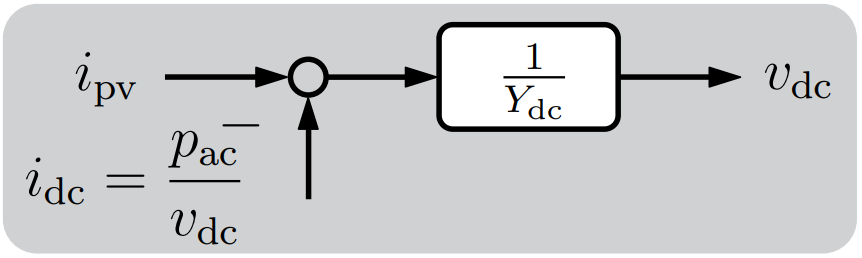 i_pv
1/Y_dc
v_dc
−
i_dc = p_ac/v_dc